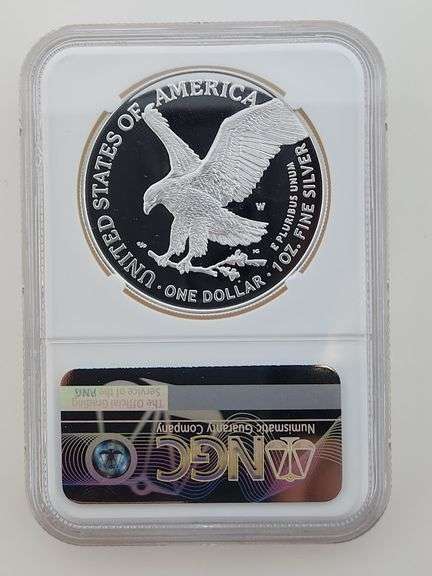 UNITED STATES OF AMERICA
W
E PLURIBUS UNUM
1 OZ. FINE SILVER
· ONE DOLLAR ·
NGC
Numismatic Guaranty Company
The Official Grading
Service of the PNG